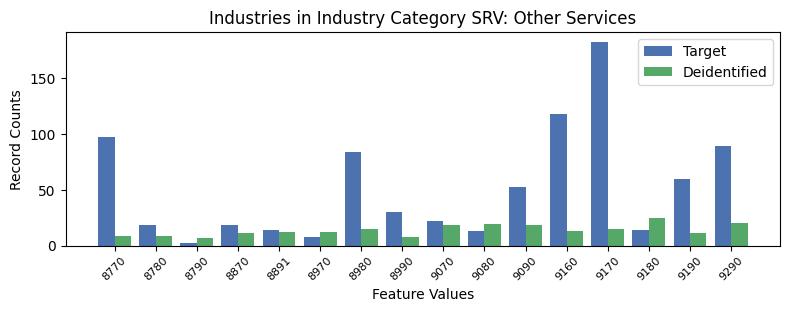 Industries in Industry Category SRV: Other Services
Target
Deidentified
Record Counts
150
100
50
0
8770 8780 8790 8870 8891 8970 8980 8990 9070 9080 9090 9160 9170 9180 9190 9290
Feature Values